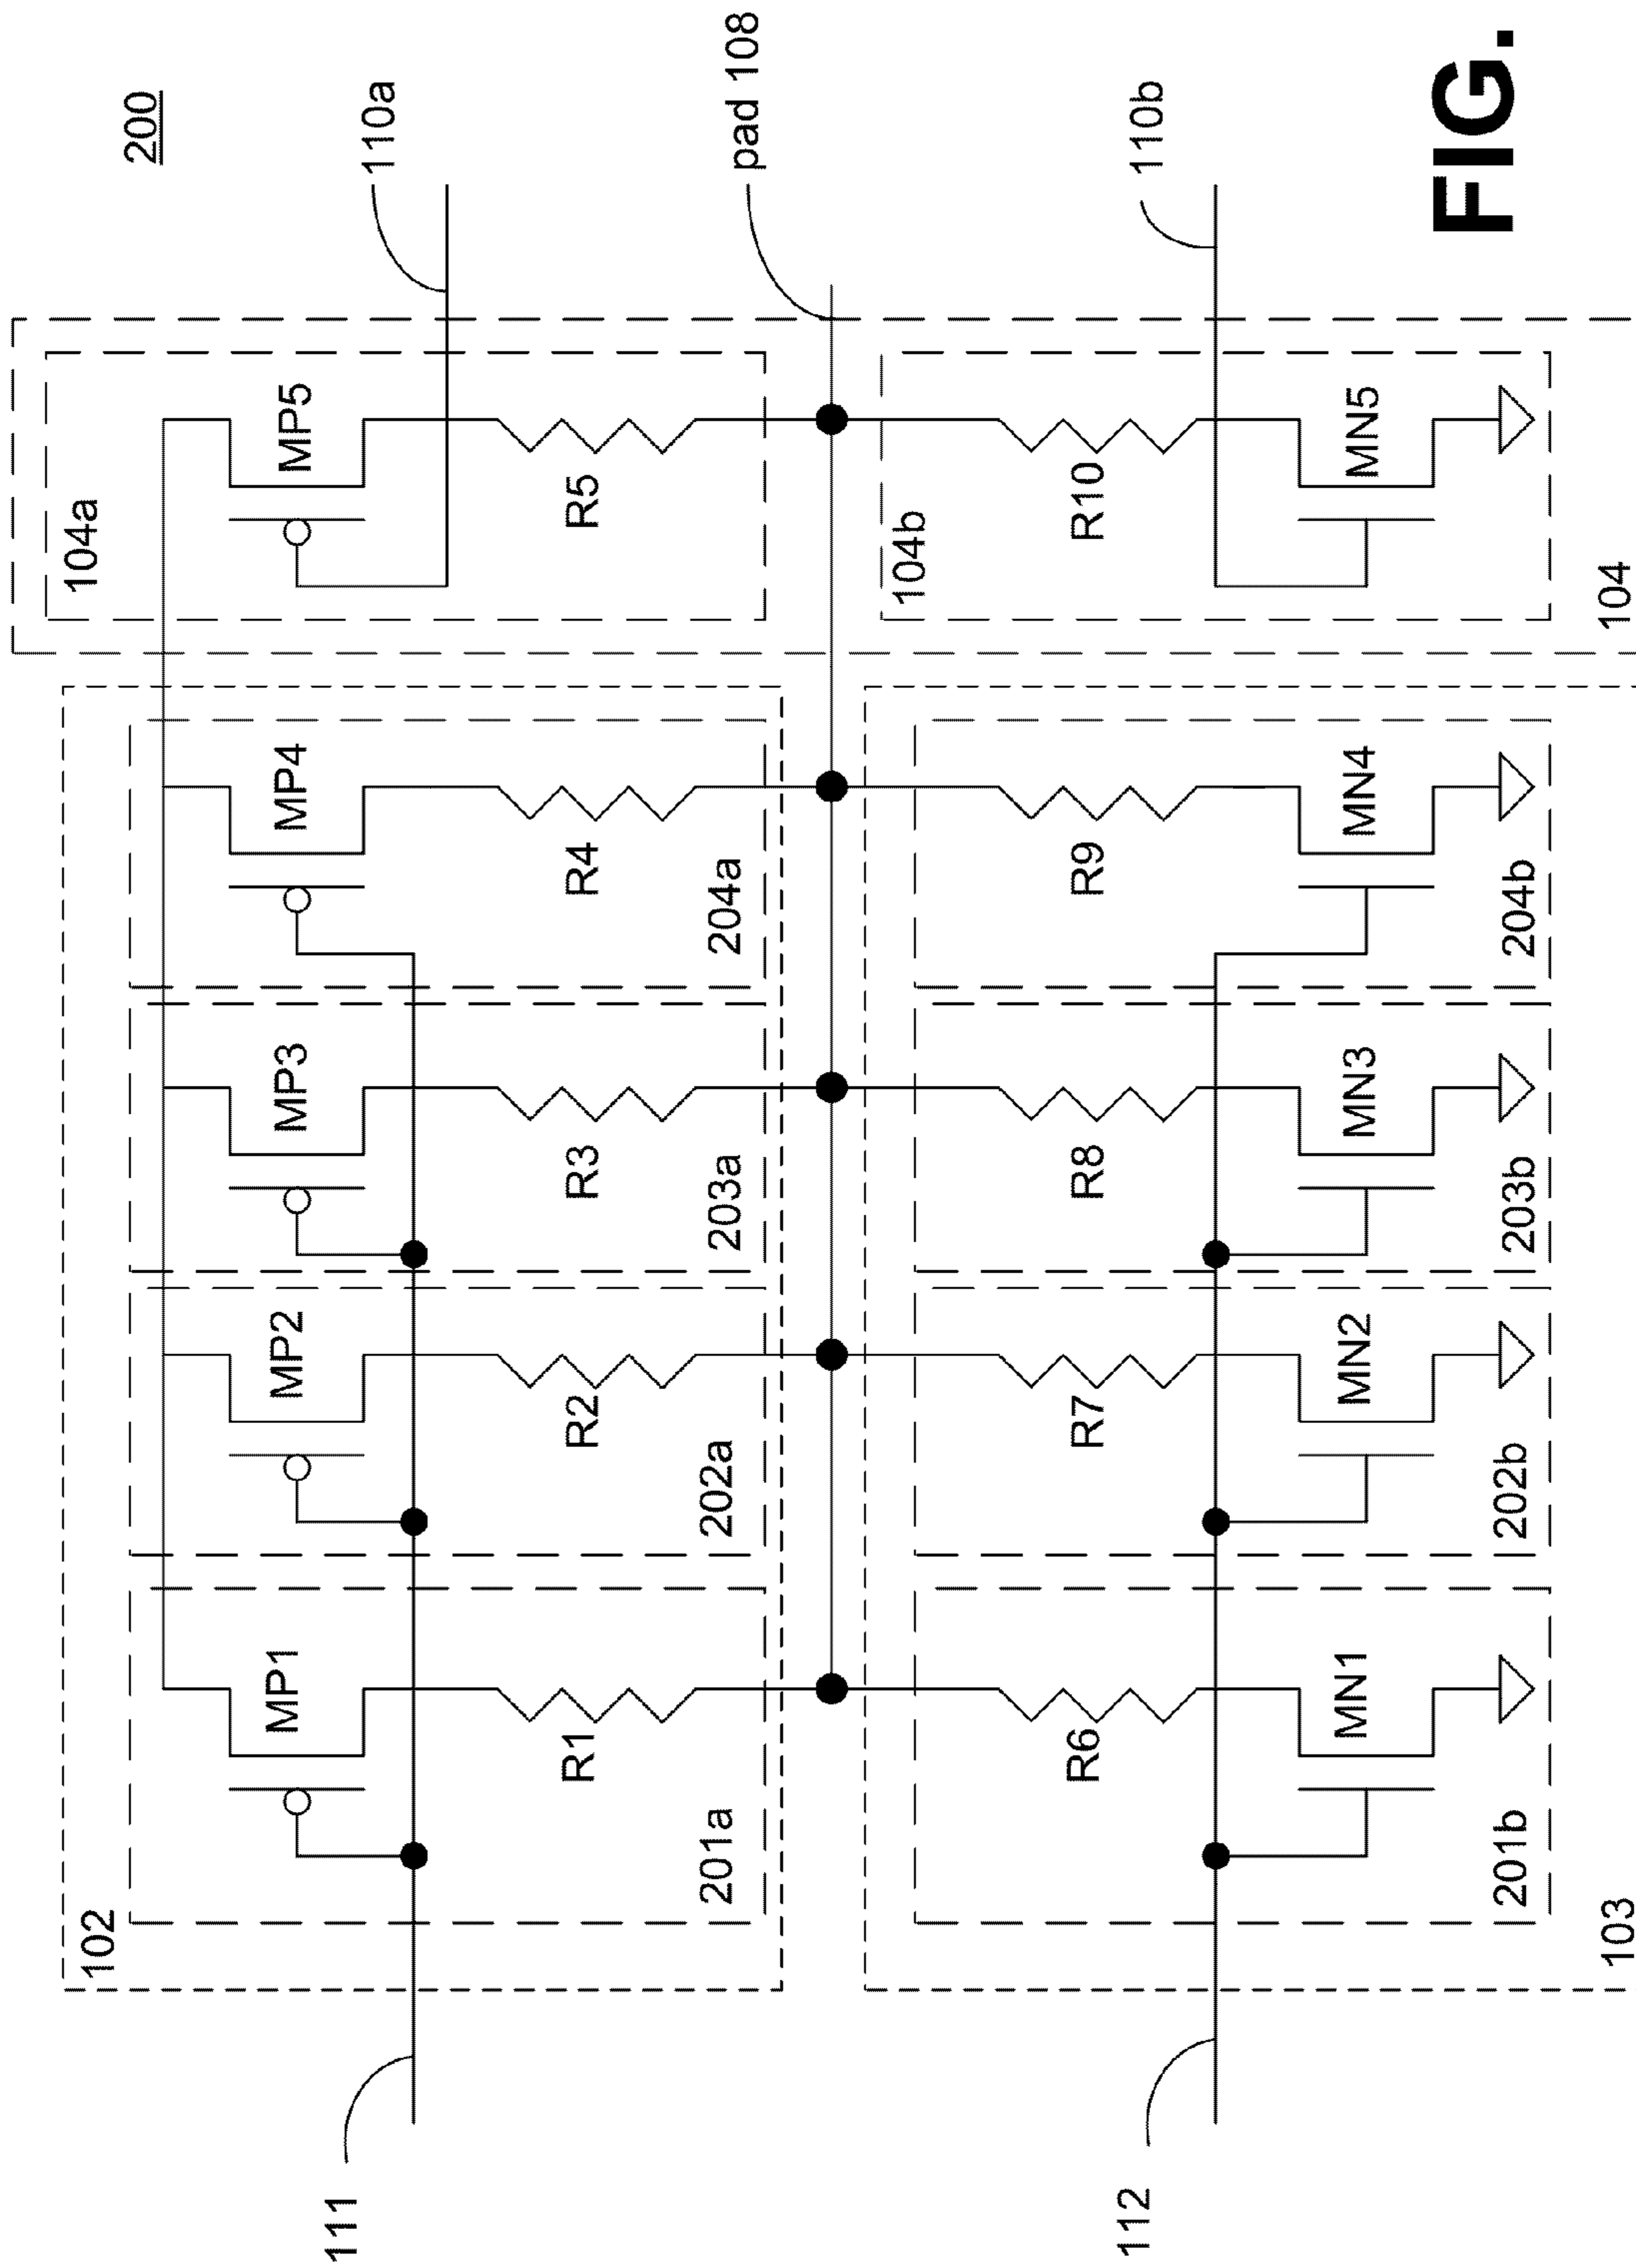 200
102
104a
MP1
MP2
MP3
MP4
MP5
110a
111
R1
R2
R3
R4
R5
201a
202a
203a
204a
pad 108
104b
R6
R7
R8
R9
R10
110b
112
MN1
MN2
MN3
MN4
MN5
201b
202b
203b
204b
103
104
FIG.